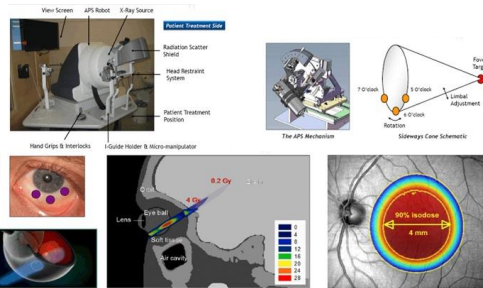 View Screen
APS Robot
X-Ray Source
Patient Treatment Side
Radiation Scatter
Shield
Head Restraint
System
Patient Treatment
Position
Hand Grips & Interlocks
I-Guide Holder & Micro-manipulator
The APS Mechanism
7 O'clock
5 O'clock
6 O'clock
Rotation
Limbal
Adjustment
Sideways Cone Schematic
0.2 Gy
4 Gy
Lens
Eye ball
Soft tissue
Air cavity
0
4
8
12
16
20
24
28
90% isodose
4 mm